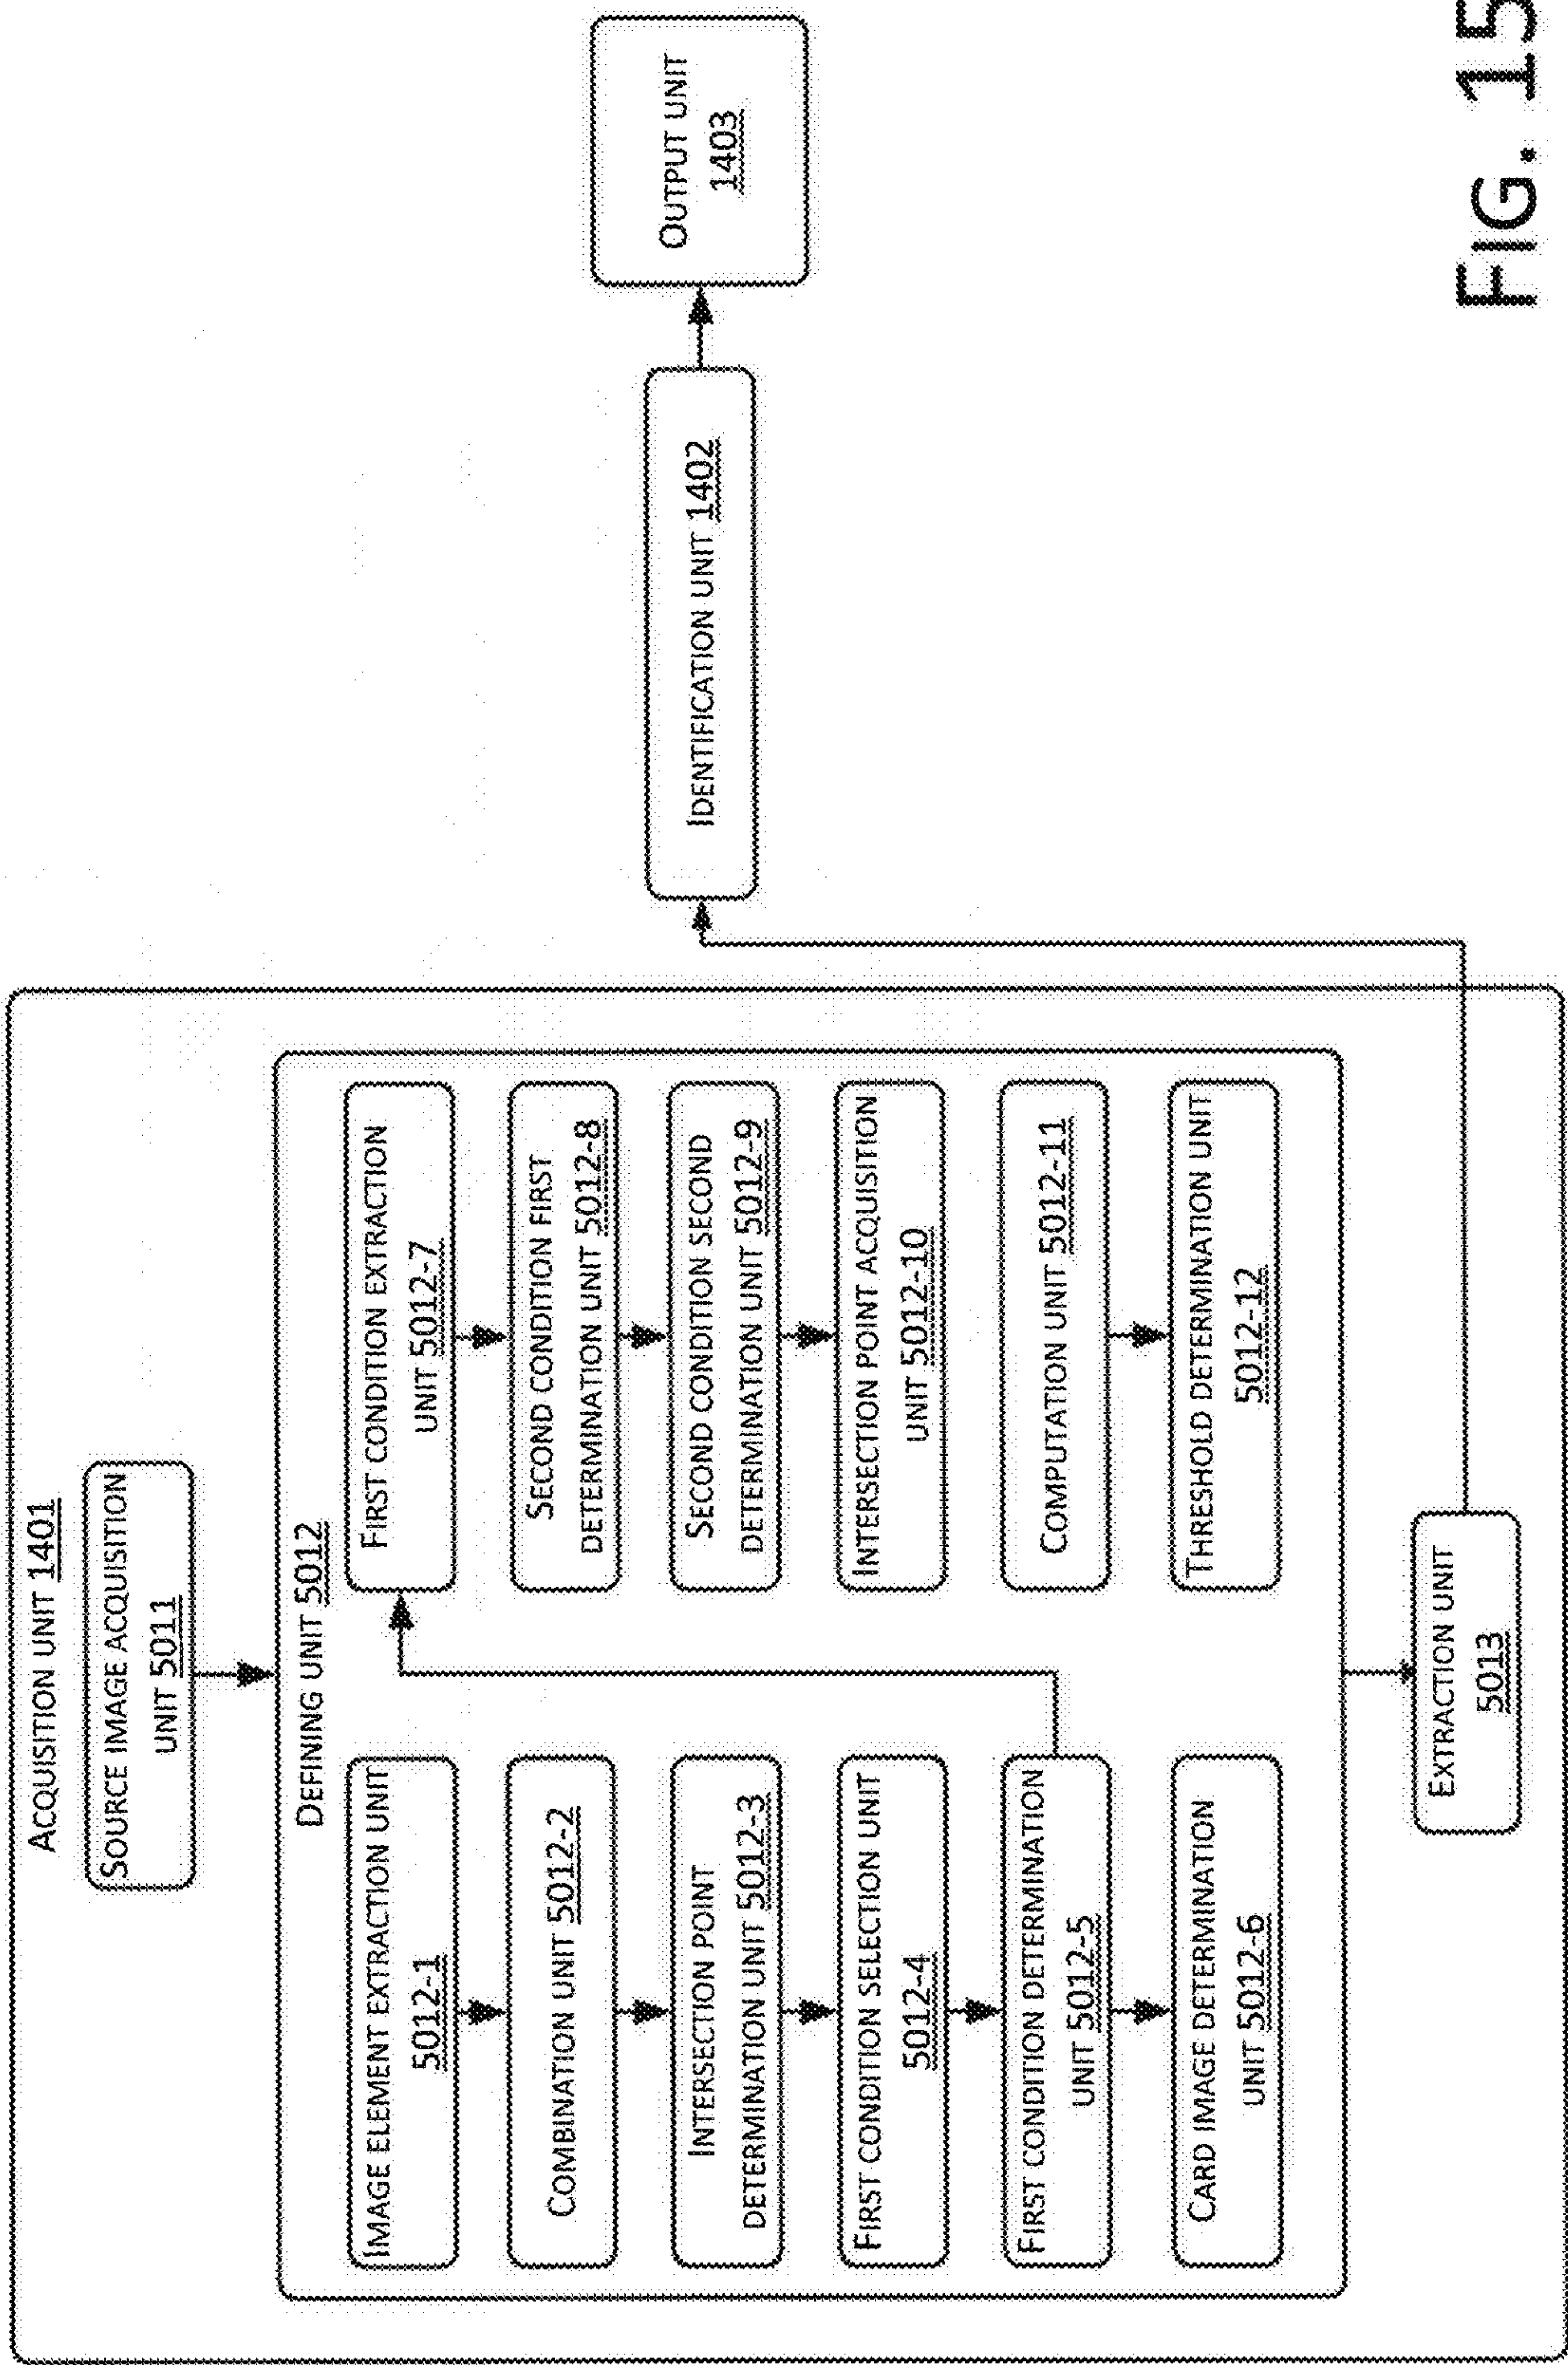 ACQUISITION UNIT 1401
SOURCE IMAGE ACQUISITION
UNIT 5011
DEFINING UNIT 5012
IMAGE ELEMENT EXTRACTION UNIT
5012-1
COMBINATION UNIT 5012-2
INTERSECTION POINT
DETERMINATION UNIT 5012-3
FIRST CONDITION SELECTION UNIT
5012-4
FIRST CONDITION DETERMINATION
UNIT 5012-5
CARD IMAGE DETERMINATION
UNIT 5012-6
FIRST CONDITION EXTRACTION
UNIT 5012-7
SECOND CONDITION FIRST
DETERMINATION UNIT 5012-8
SECOND CONDITION SECOND
DETERMINATION UNIT 5012-9
INTERSECTION POINT ACQUISITION
UNIT 5012-10
COMPUTATION UNIT 5012-11
THRESHOLD DETERMINATION UNIT
5012-12
EXTRACTION UNIT
5013
IDENTIFICATION UNIT 1402
OUTPUT UNIT
1403
FIG. 15